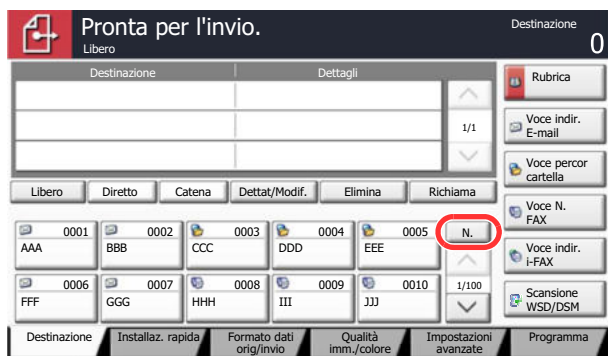 Pronta per l'invio.
Libero
Destinazione
0
Destinazione
Dettagli
1/1
Rubrica
Voce indir.
E-mail
Voce percor
cartella
Voce N.
FAX
Voce indir.
i-FAX
Scansione
WSD/DSM
Libero
Diretto
Catena
Dettat/Modif.
Elimina
Richiama
0001
AAA
0002
BBB
0003
CCC
0004
DDD
0005
EEE
N.
0006
FFF
0007
GGG
0008
HHH
0009
III
0010
JJJ
1/100
Destinazione
Installaz. rapida
Formato dati
orig/invio
Qualità
imm./colore
Impostazioni
avanzate
Programma